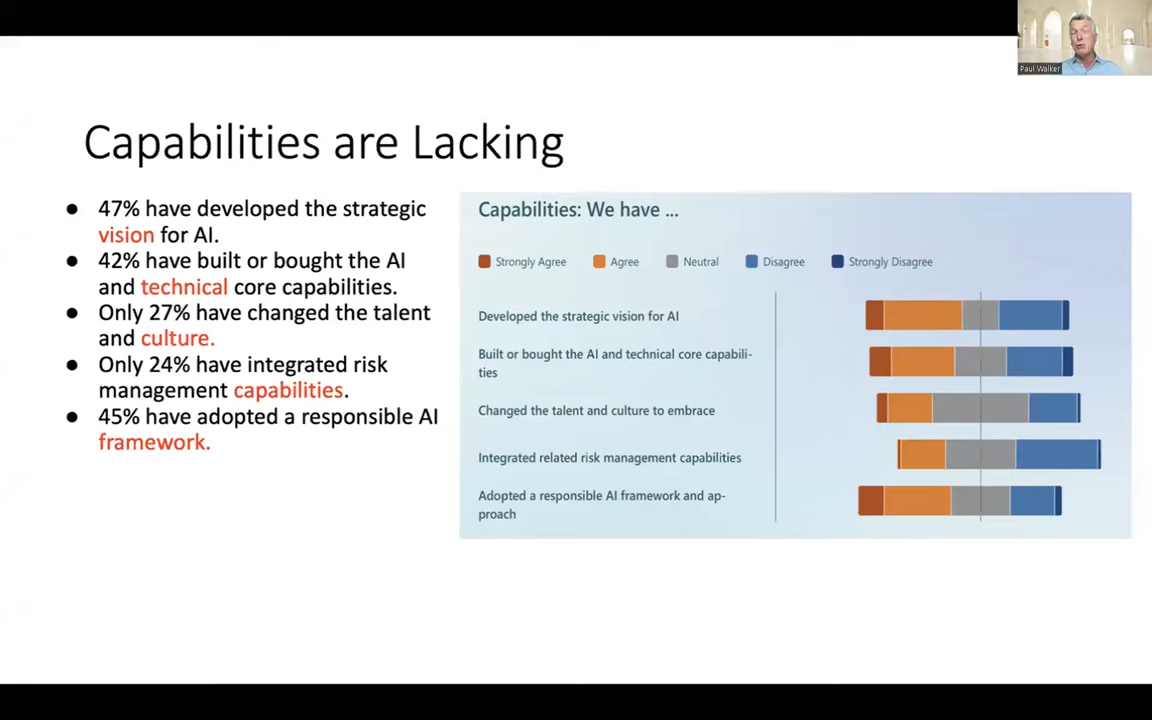 Paul Walker
Capabilities are Lacking
● 47% have developed the strategic
vision for AI.
● 42% have built or bought the AI
and technical core capabilities.
● Only 27% have changed the talent
and culture.
● Only 24% have integrated risk
management capabilities.
● 45% have adopted a responsible AI
framework.
Capabilities: We have ...
Strongly Agree Agree Neutral Disagree Strongly Disagree
Developed the strategic vision for AI
Built or bought the AI and technical core capabili-
ties
Changed the talent and culture to embrace
Integrated related risk management capabilities
Adopted a responsible AI framework and ap-
proach